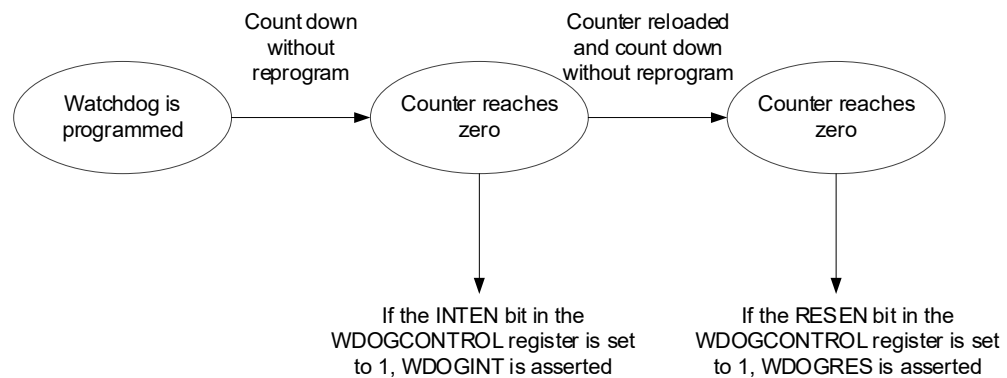 Count down
without
reprogram
Counter reloaded
and count down
without reprogram
Watchdog is
programmed
Counter reaches
zero
Counter reaches
zero
If the INTEN bit in the
WDOGCONTROL register is set
to 1, WDOGINT is asserted
If the RESEN bit in the
WDOGCONTROL register is set
to 1, WDOGRES is asserted